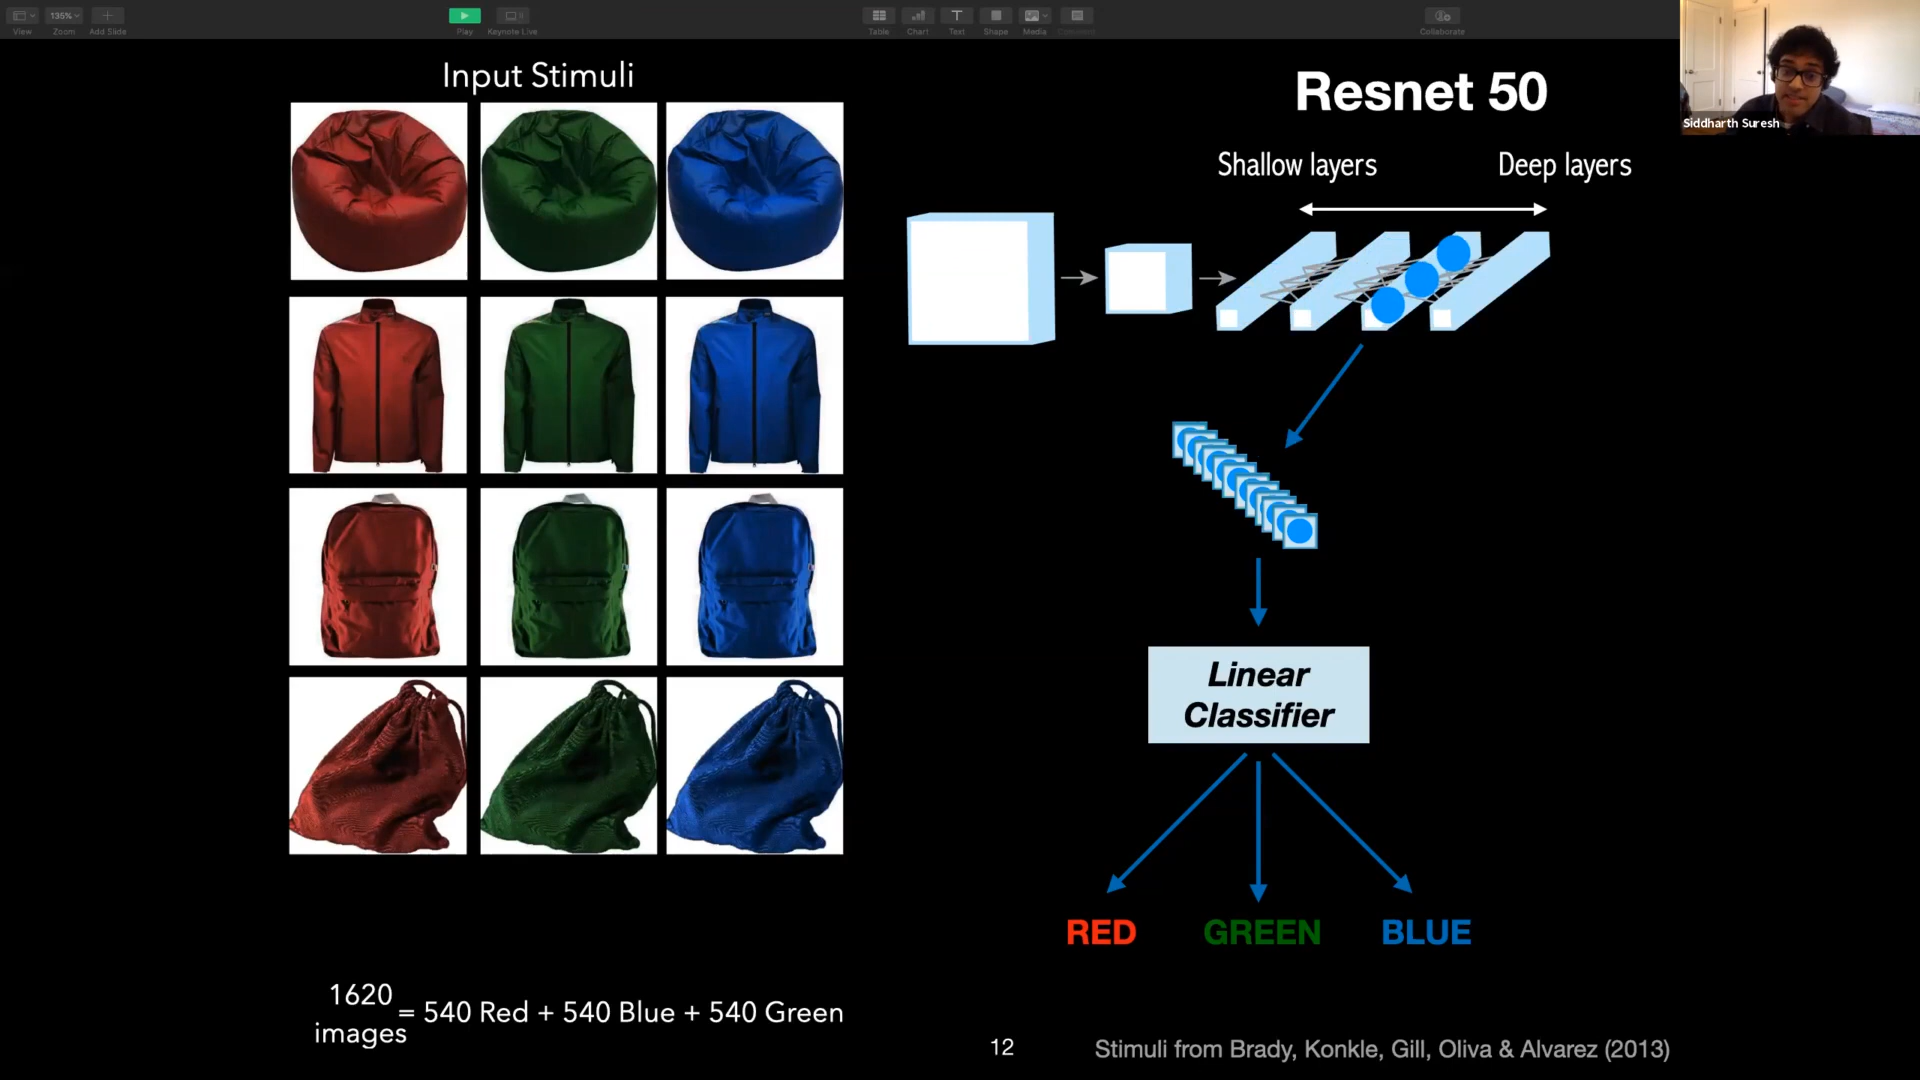 135%
View
Zoom
Add Slide
Play
Keynote Live
Table
Chart
Text
Shape
Media
Collaborate
Input Stimuli
Resnet 50
Siddharth Suresh
Shallow layers
Deep layers
Linear
Classifier
RED
GREEN
BLUE
1620
images
= 540 Red + 540 Blue + 540 Green
12
Stimuli from Brady, Konkle, Gill, Oliva & Alvarez (2013)